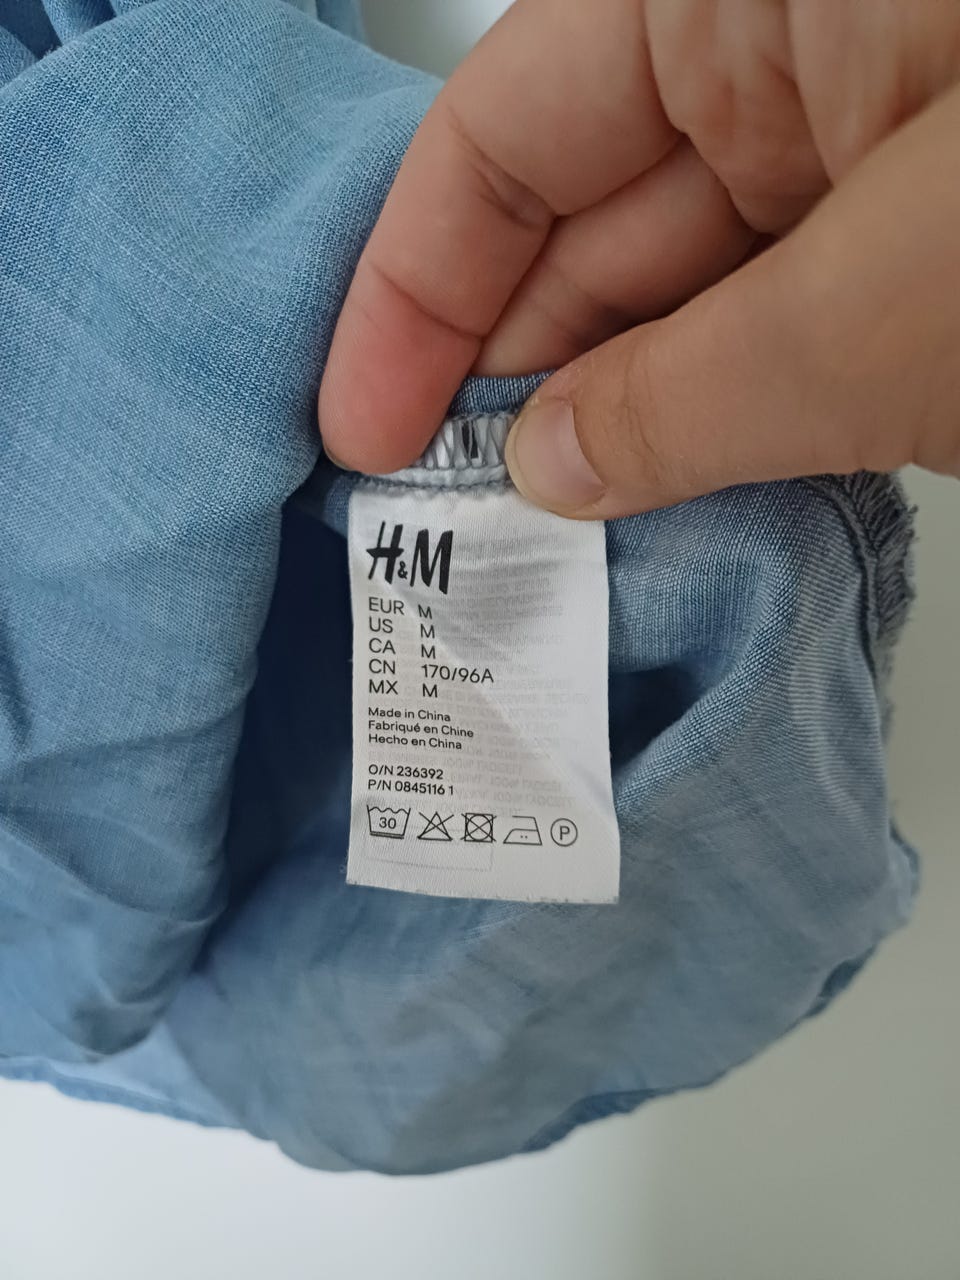 H&M
EUR M
US M
CA M
CN 170/96A
MX M
Made in China
Fabriqué en Chine
Hecho en China
O/N 236392
P/N 0845116 1
30
P